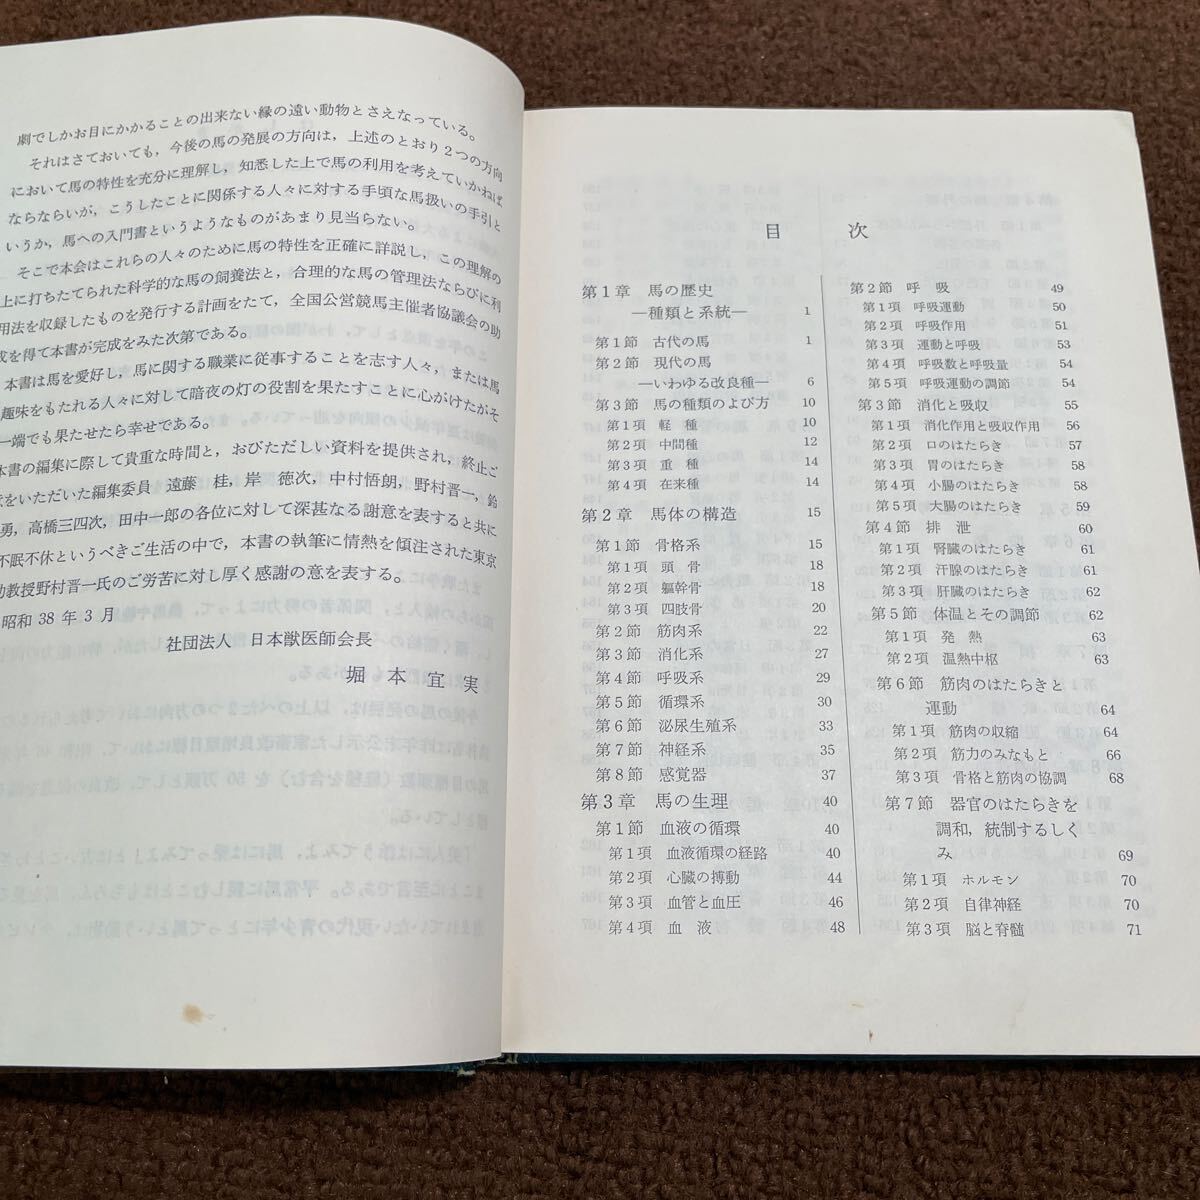 劇でしかお目にかかることの出来ない縁の遠い動物とさえなっている。
それはさておいても，今後の馬の発展の方向は，上述のとおり２つの方向
において馬の特性を充分に理解し，知悉した上で馬の利用を考えていかねば
ならないが，こうしたことに関係する人々に対する手頃な馬扱いの手引と
いうか，馬への入門書というようなものがあまり見当らない。
そこで本会はこれらの人々のために馬の特性を正確に詳説し，この理解の
上に打ちたてられた科学的な馬の飼養法と，合理的な馬の管理法ならびに利
用法を収録したものを発行する計画をたて，全国公営競馬主催者協議会の助
成を得て本書が完成をみた次第である。
本書は馬を愛好し，馬に関する職業に従事することを志す人々，または馬
趣味をもたれる人々に対して暗夜の灯の役割を果たすことに心がけたがそ
一端でも果たせたら幸せである。
本書の編集に際して貴重な時間と，おびただしい資料を提供され，終止ご
意をいただいた編集委員　遠藤　桂，岸　徳次，中村悟朗，野村晋一，鈴
勇，高橋三四次，田中一郎の各位に対して深甚なる謝意を表すると共に
不眠不休というべきご生活の中で，本書の執筆に情熱を傾注された東京
助教授野村晋一氏のご労苦に対し厚く感謝の意を表する。
昭和 38 年 3 月
社団法人　日本獣医師会長
堀　本　宜　実
目　　次
第１章　馬の歴史
―種類と系統― 1
第１節　古代の馬 1
第２節　現代の馬
―いわゆる改良種― 6
第３節　馬の種類のよび方 10
第１項　軽　種 10
第２項　中間種 12
第３項　重　種 14
第４項　在来種 14
第２章　馬体の構造 15
第１節　骨格系 15
第１項　頭　骨 18
第２項　軀幹骨 18
第３項　四肢骨 20
第２節　筋肉系 22
第３節　消化系 27
第４節　呼吸系 29
第５節　循環系 30
第６節　泌尿生殖系 33
第７節　神経系 35
第８節　感覚器 37
第３章　馬の生理 40
第１節　血液の循環 40
第１項　血液循環の経路 40
第２項　心臓の搏動 44
第３項　血管と血圧 46
第４項　血　液 48
第２節　呼　吸 49
第１項　呼吸運動 50
第２項　呼吸作用 51
第３項　運動と呼吸 53
第４項　呼吸数と呼吸量 54
第５項　呼吸運動の調節 54
第３節　消化と吸収 55
第１項　消化作用と吸収作用 56
第２項　口のはたらき 57
第３項　胃のはたらき 58
第４項　小腸のはたらき 58
第５項　大腸のはたらき 59
第４節　排　泄 60
第１項　腎臓のはたらき 61
第２項　汗腺のはたらき 61
第３項　肝臓のはたらき 62
第５節　体温とその調節 62
第１項　発　熱 63
第２項　温熱中枢 63
第６節　筋肉のはたらきと
運動 64
第１項　筋肉の収縮 64
第２項　筋力のみなもと 66
第３項　骨格と筋肉の協調 68
第７節　器官のはたらきを
調和，統制するしく
み 69
第１項　ホルモン 70
第２項　自律神経 70
第３項　脳と脊髄 71